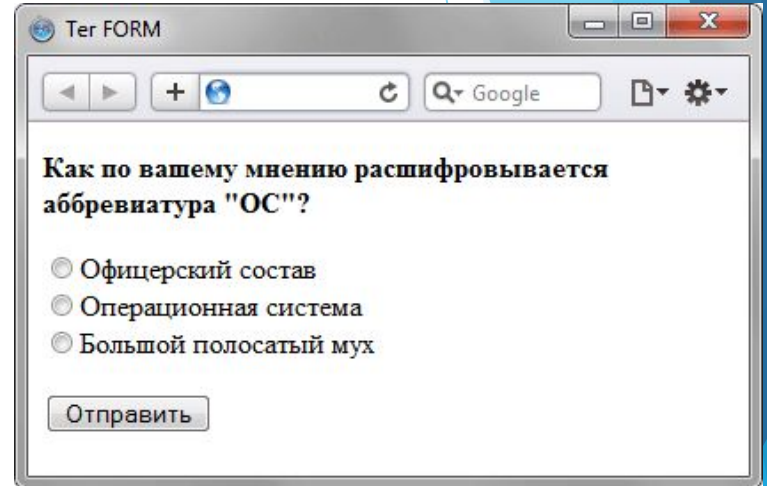 Тег FORM
Google
Как по вашему мнению расшифровывается
аббревиатура "ОС"?
Офицерский состав
Операционная система
Большой полосатый мух
Отправить